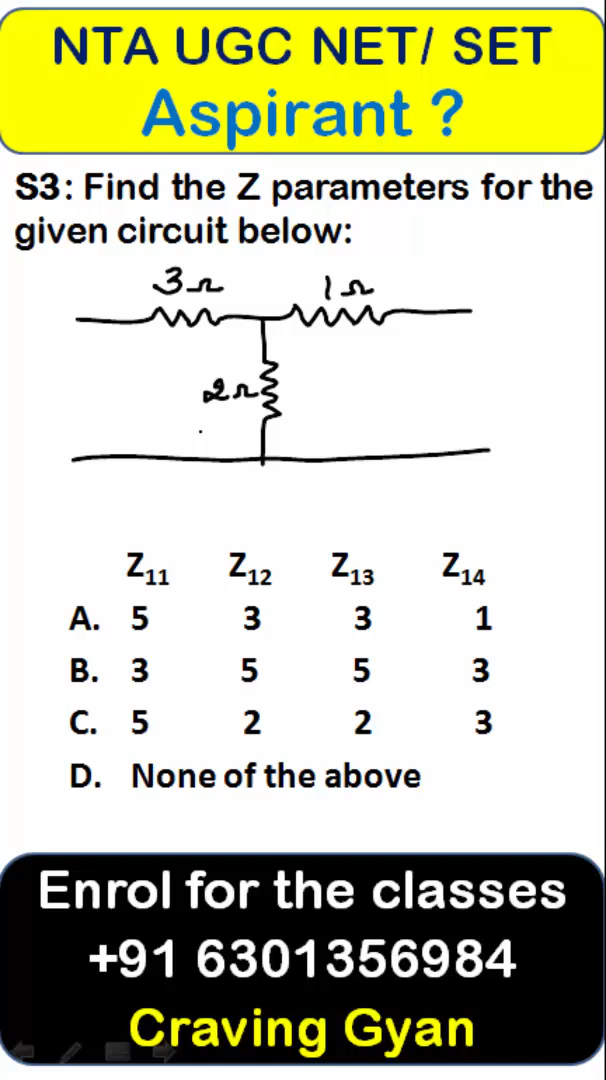 NTA UGC NET/ SET
Aspirant ?
S3: Find the Z parameters for the
given circuit below:
3Ω 1Ω
2Ω
Z₁₁ Z₁₂ Z₁₃ Z₁₄
A. 5 3 3 1
B. 3 5 5 3
C. 5 2 2 3
D. None of the above
Enrol for the classes
+91 6301356984
Craving Gyan